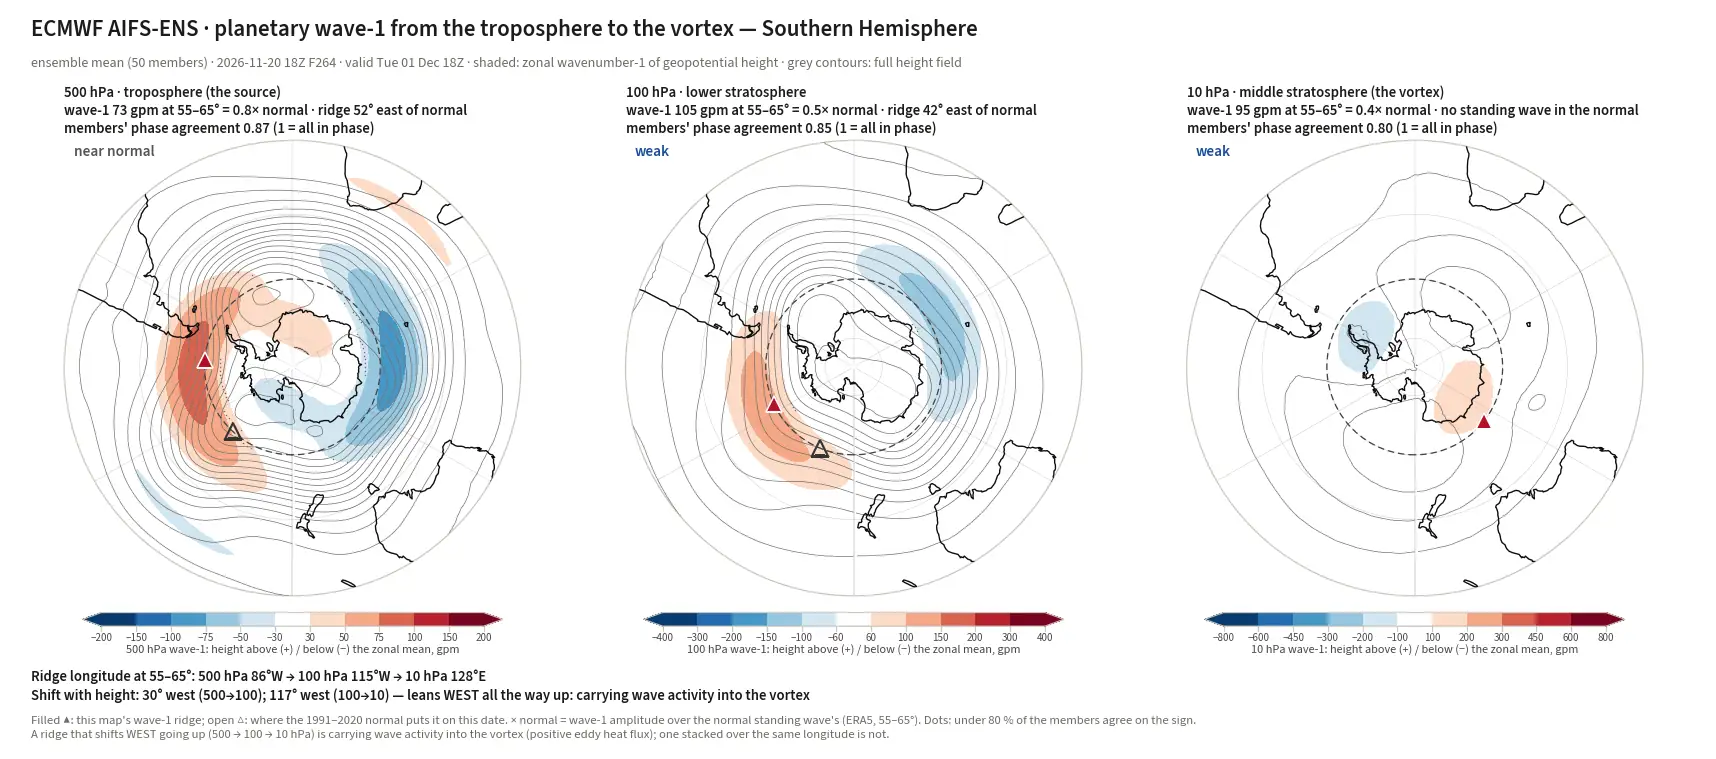 ECMWF AIFS-ENS · planetary wave-1 from the troposphere to the vortex — Southern Hemisphere
ensemble mean (50 members) · 2026-11-20 18Z F264 · valid Tue 01 Dec 18Z · shaded: zonal wavenumber-1 of geopotential height · grey contours: full height field
500 hPa · troposphere (the source)
wave-1 73 gpm at 55–65° = 0.8× normal · ridge 52° east of normal
members' phase agreement 0.87 (1 = all in phase)
near normal
100 hPa · lower stratosphere
wave-1 105 gpm at 55–65° = 0.5× normal · ridge 42° east of normal
members' phase agreement 0.85 (1 = all in phase)
weak
10 hPa · middle stratosphere (the vortex)
wave-1 95 gpm at 55–65° = 0.4× normal · no standing wave in the normal
members' phase agreement 0.80 (1 = all in phase)
weak
−200 −150 −100 −75 −50 −30 30 50 75 100 150 200
500 hPa wave-1: height above (+) / below (−) the zonal mean, gpm
−400 −300 −200 −150 −100 −60 60 100 150 200 300 400
100 hPa wave-1: height above (+) / below (−) the zonal mean, gpm
−800 −600 −450 −300 −200 −100 100 200 300 450 600 800
10 hPa wave-1: height above (+) / below (−) the zonal mean, gpm
Ridge longitude at 55–65°: 500 hPa 86°W → 100 hPa 115°W → 10 hPa 128°E
Shift with height: 30° west (500→100); 117° west (100→10) — leans WEST all the way up: carrying wave activity into the vortex
Filled ▲: this map's wave-1 ridge; open △: where the 1991–2020 normal puts it on this date. × normal = wave-1 amplitude over the normal standing wave's (ERA5, 55–65°). Dots: under 80 % of the members agree on the sign.
A ridge that shifts WEST going up (500 → 100 → 10 hPa) is carrying wave activity into the vortex (positive eddy heat flux); one stacked over the same longitude is not.